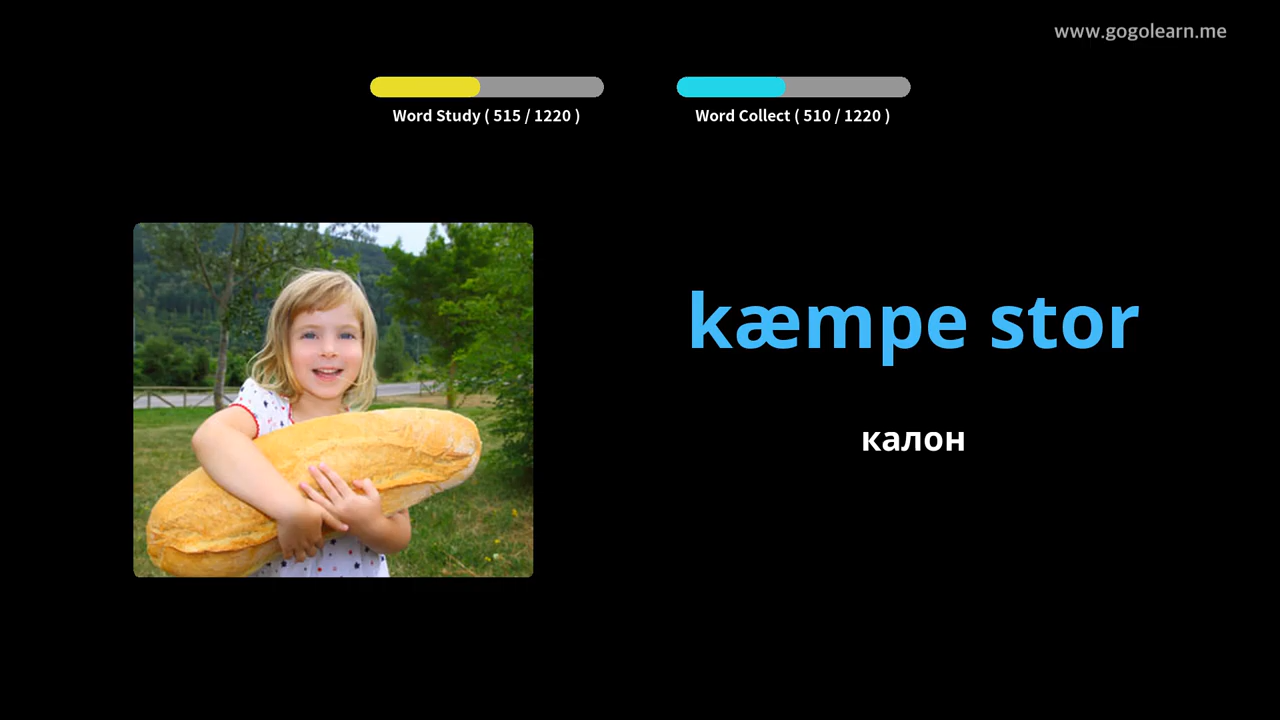 www.gogolearn.me
Word Study ( 515 / 1220 )
Word Collect ( 510 / 1220 )
kæmpe stor
калон